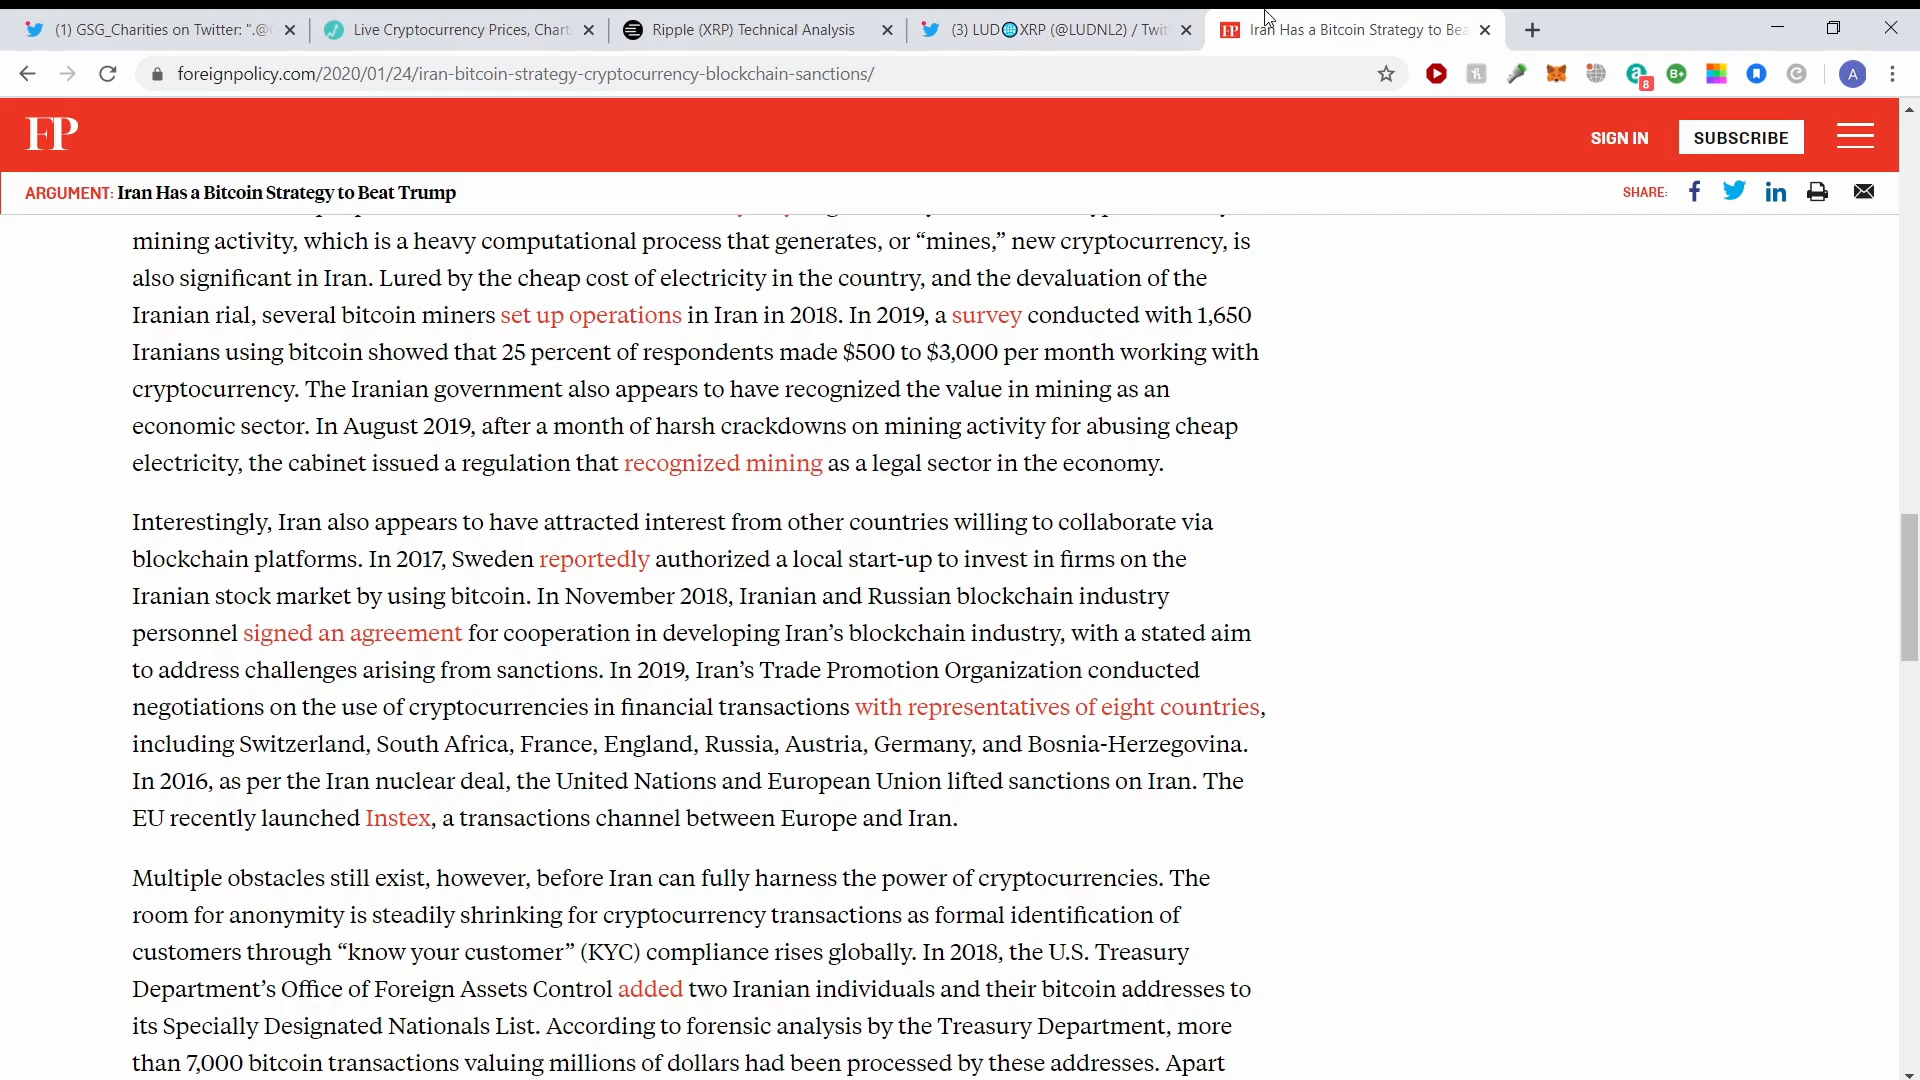 (1) GSG_Charities on Twitter: ".@
Live Cryptocurrency Prices, Chart
Ripple (XRP) Technical Analysis
(3) LUD🌐XRP (@LUDNL2) / Twit
FP Iran Has a Bitcoin Strategy to Bea
foreignpolicy.com/2020/01/24/iran-bitcoin-strategy-cryptocurrency-blockchain-sanctions/
8
B+
A
FP
SIGN IN
SUBSCRIBE
ARGUMENT: Iran Has a Bitcoin Strategy to Beat Trump
SHARE:
mining activity, which is a heavy computational process that generates, or “mines,” new cryptocurrency, is
also significant in Iran. Lured by the cheap cost of electricity in the country, and the devaluation of the
Iranian rial, several bitcoin miners set up operations in Iran in 2018. In 2019, a survey conducted with 1,650
Iranians using bitcoin showed that 25 percent of respondents made $500 to $3,000 per month working with
cryptocurrency. The Iranian government also appears to have recognized the value in mining as an
economic sector. In August 2019, after a month of harsh crackdowns on mining activity for abusing cheap
electricity, the cabinet issued a regulation that recognized mining as a legal sector in the economy.
Interestingly, Iran also appears to have attracted interest from other countries willing to collaborate via
blockchain platforms. In 2017, Sweden reportedly authorized a local start-up to invest in firms on the
Iranian stock market by using bitcoin. In November 2018, Iranian and Russian blockchain industry
personnel signed an agreement for cooperation in developing Iran’s blockchain industry, with a stated aim
to address challenges arising from sanctions. In 2019, Iran’s Trade Promotion Organization conducted
negotiations on the use of cryptocurrencies in financial transactions with representatives of eight countries,
including Switzerland, South Africa, France, England, Russia, Austria, Germany, and Bosnia-Herzegovina.
In 2016, as per the Iran nuclear deal, the United Nations and European Union lifted sanctions on Iran. The
EU recently launched Instex, a transactions channel between Europe and Iran.
Multiple obstacles still exist, however, before Iran can fully harness the power of cryptocurrencies. The
room for anonymity is steadily shrinking for cryptocurrency transactions as formal identification of
customers through “know your customer” (KYC) compliance rises globally. In 2018, the U.S. Treasury
Department’s Office of Foreign Assets Control added two Iranian individuals and their bitcoin addresses to
its Specially Designated Nationals List. According to forensic analysis by the Treasury Department, more
than 7,000 bitcoin transactions valuing millions of dollars had been processed by these addresses. Apart